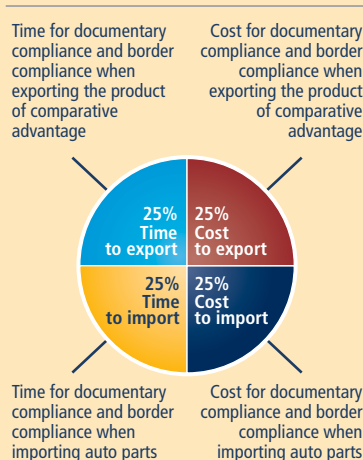 Time for documentary
compliance and border
compliance when
exporting the product
of comparative
advantage
Cost for documentary
compliance and border
compliance when
exporting the product
of comparative
advantage
25%
Time
to export
25%
Cost
to export
25%
Time
to import
25%
Cost
to import
Time for documentary
compliance and border
compliance when
importing auto parts
Cost for documentary
compliance and border
compliance when
importing auto parts